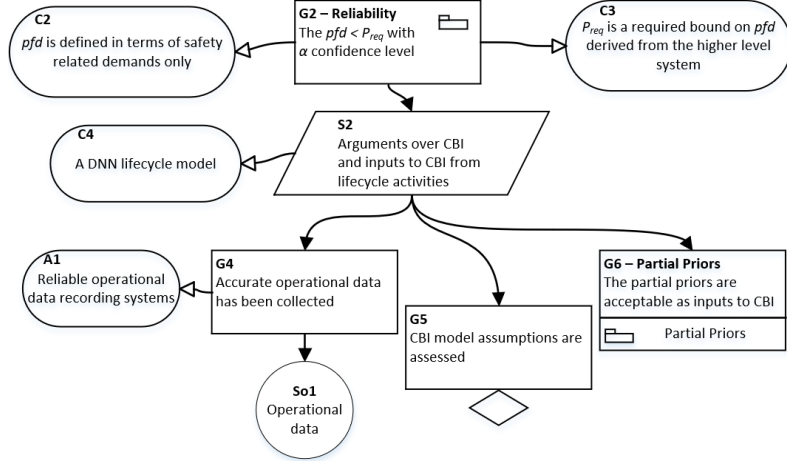 C2
pfd is defined in terms of safety
related demands only
G2 – Reliability
The pfd < Preq with
α confidence level
C3
Preq is a required bound on pfd
derived from the higher level
system
C4
A DNN lifecycle model
S2
Arguments over CBI
and inputs to CBI from
lifecycle activities
A1
Reliable operational
data recording systems
G4
Accurate operational data
has been collected
G5
CBI model assumptions are
assessed
G6 – Partial Priors
The partial priors are
acceptable as inputs to CBI
Partial Priors
So1
Operational
data